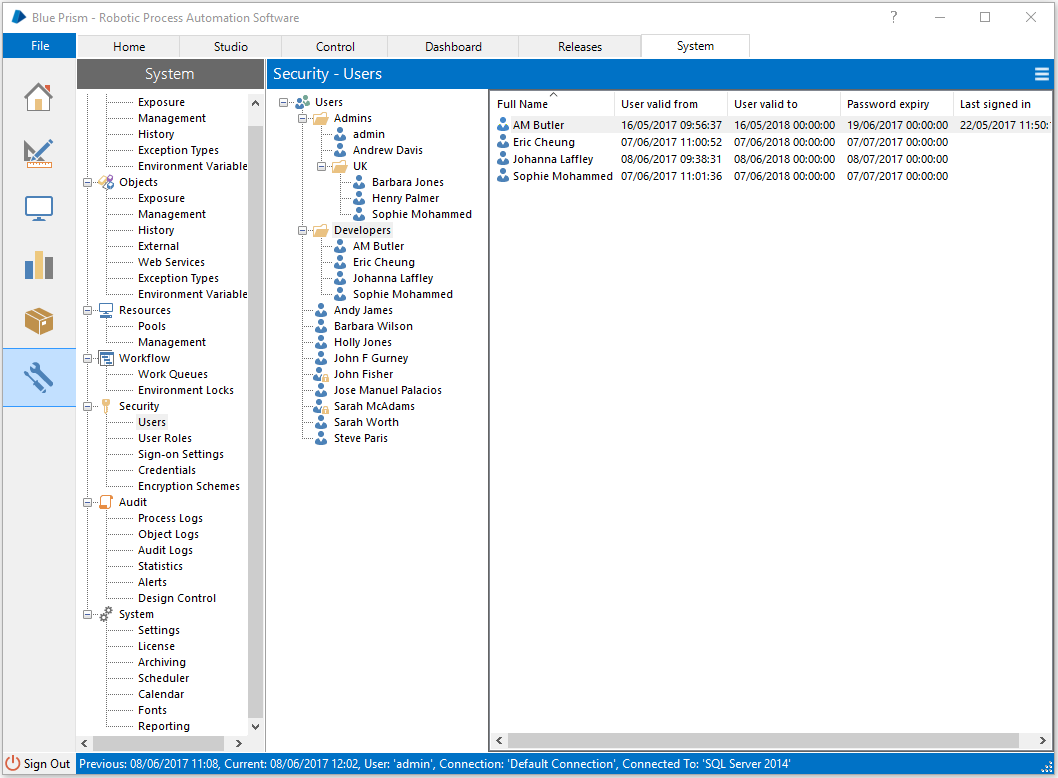 Blue Prism - Robotic Process Automation Software
?
File Home Studio Control Dashboard Releases System
System
Exposure
Management
History
Exception Types
Environment Variable
Objects
Exposure
Management
History
External
Web Services
Exception Types
Environment Variable
Resources
Pools
Management
Workflow
Work Queues
Environment Locks
Security
Users
User Roles
Sign-on Settings
Credentials
Encryption Schemes
Audit
Process Logs
Object Logs
Audit Logs
Statistics
Alerts
Design Control
System
Settings
License
Archiving
Scheduler
Calendar
Fonts
Reporting
Security - Users
Users
Admins
admin
Andrew Davis
UK
Barbara Jones
Henry Palmer
Sophie Mohammed
Developers
AM Butler
Eric Cheung
Johanna Laffley
Sophie Mohammed
Andy James
Barbara Wilson
Holly Jones
John F Gurney
John Fisher
Jose Manuel Palacios
Sarah McAdams
Sarah Worth
Steve Paris
Full Name User valid from User valid to Password expiry Last signed in
AM Butler 16/05/2017 09:56:37 16/05/2018 00:00:00 19/06/2017 00:00:00 22/05/2017 11:50:
Eric Cheung 07/06/2017 11:00:52 07/06/2018 00:00:00 07/07/2017 00:00:00
Johanna Laffley 08/06/2017 09:38:31 08/06/2018 00:00:00 08/07/2017 00:00:00
Sophie Mohammed 07/06/2017 11:01:36 07/06/2018 00:00:00 07/07/2017 00:00:00
Sign Out Previous: 08/06/2017 11:08, Current: 08/06/2017 12:02, User: 'admin', Connection: 'Default Connection', Connected To: 'SQL Server 2014'